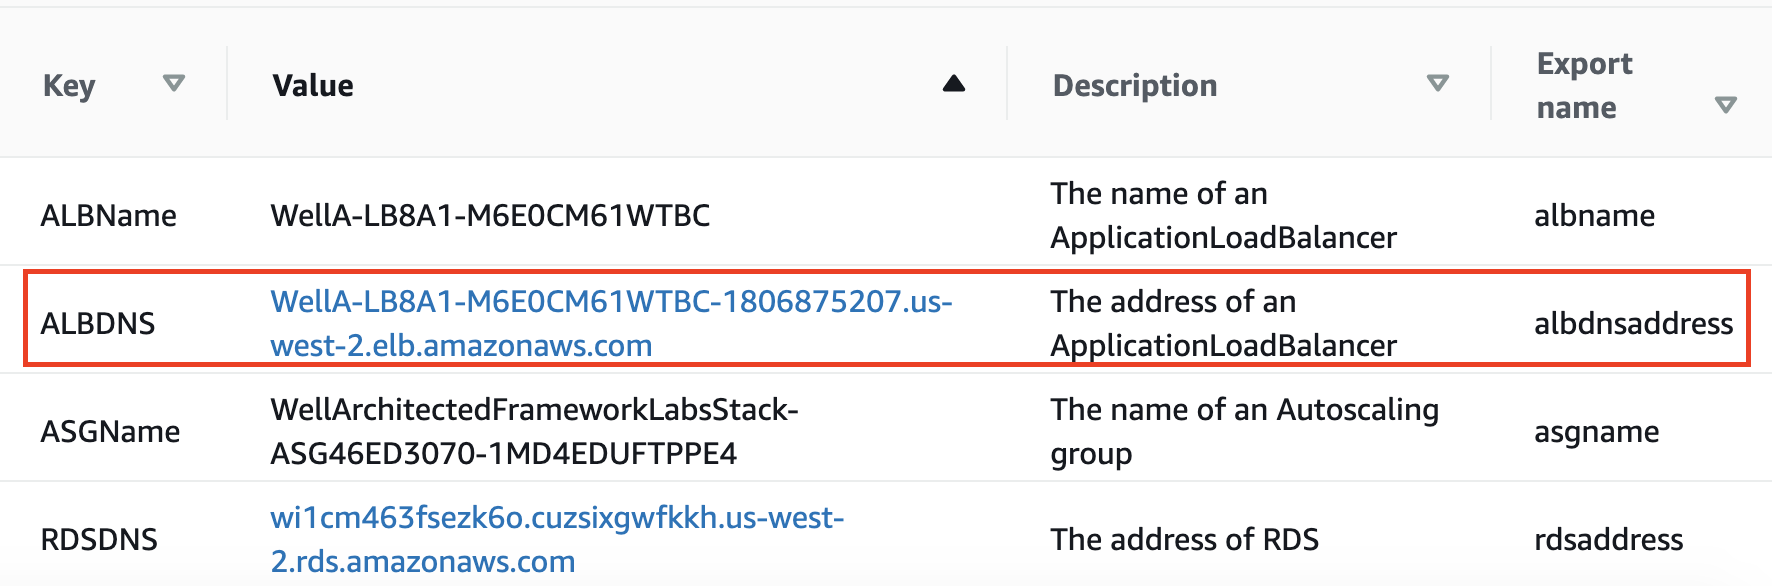 Key
Value
Description
Export
name
ALBName
WellA-LB8A1-M6E0CM61WTBC
The name of an
ApplicationLoadBalancer
albname
ALBDNS
WellA-LB8A1-M6E0CM61WTBC-1806875207.us-
west-2.elb.amazonaws.com
The address of an
ApplicationLoadBalancer
albdnsaddress
ASGName
WellArchitectedFrameworkLabsStack-
ASG46ED3070-1MD4EDUFTPPE4
The name of an Autoscaling
group
asgname
RDSDNS
wi1cm463fsezk6o.cuzsixgwfkkh.us-west-
2.rds.amazonaws.com
The address of RDS
rdsaddress